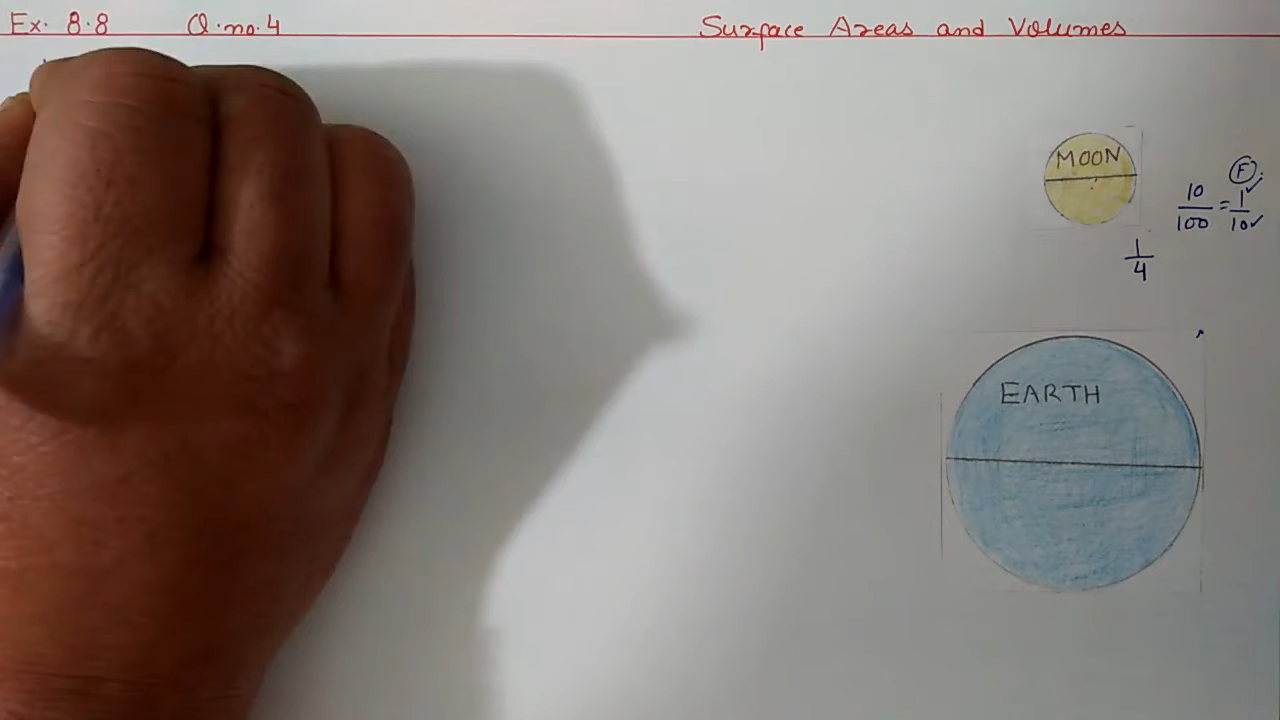 Ex. 8.8 Q.no.4 Surface Areas and Volumes
MOON
F
10/100 = 1/10
1/4
EARTH